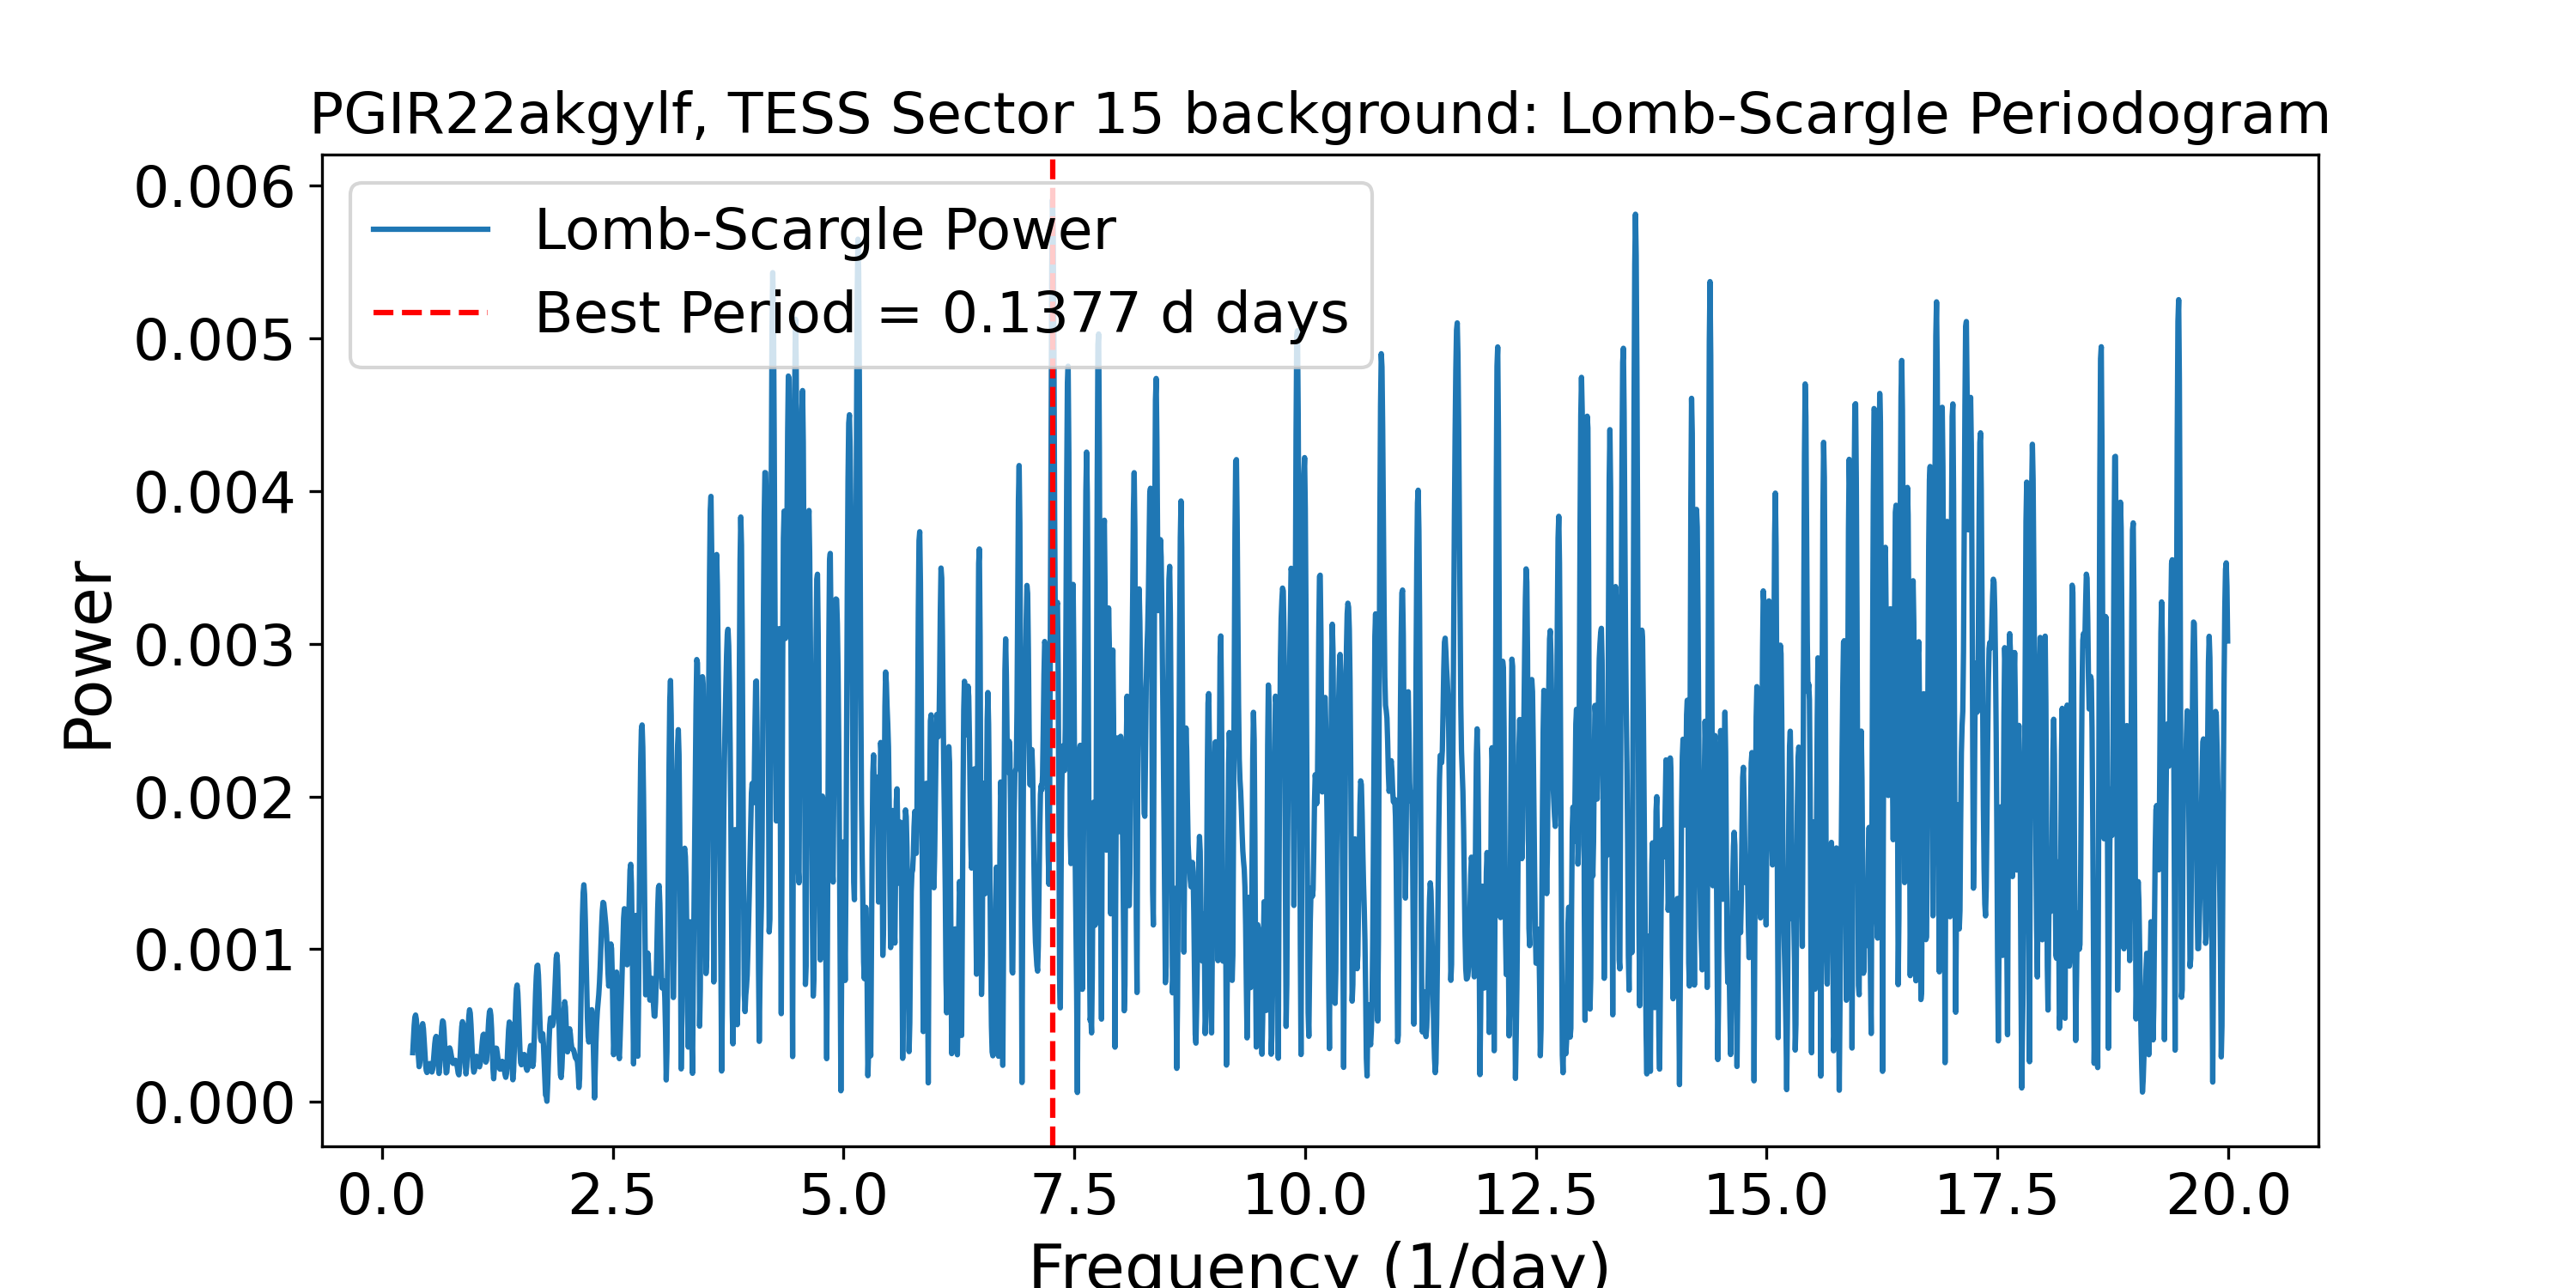 PGIR22akgylf, TESS Sector 15 background: Lomb-Scargle Periodogram
0.006
0.005
0.004
0.003
0.002
0.001
0.000
Power
Lomb-Scargle Power
Best Period = 0.1377 d days
0.0 2.5 5.0 7.5 10.0 12.5 15.0 17.5 20.0
Frequency (1/day)